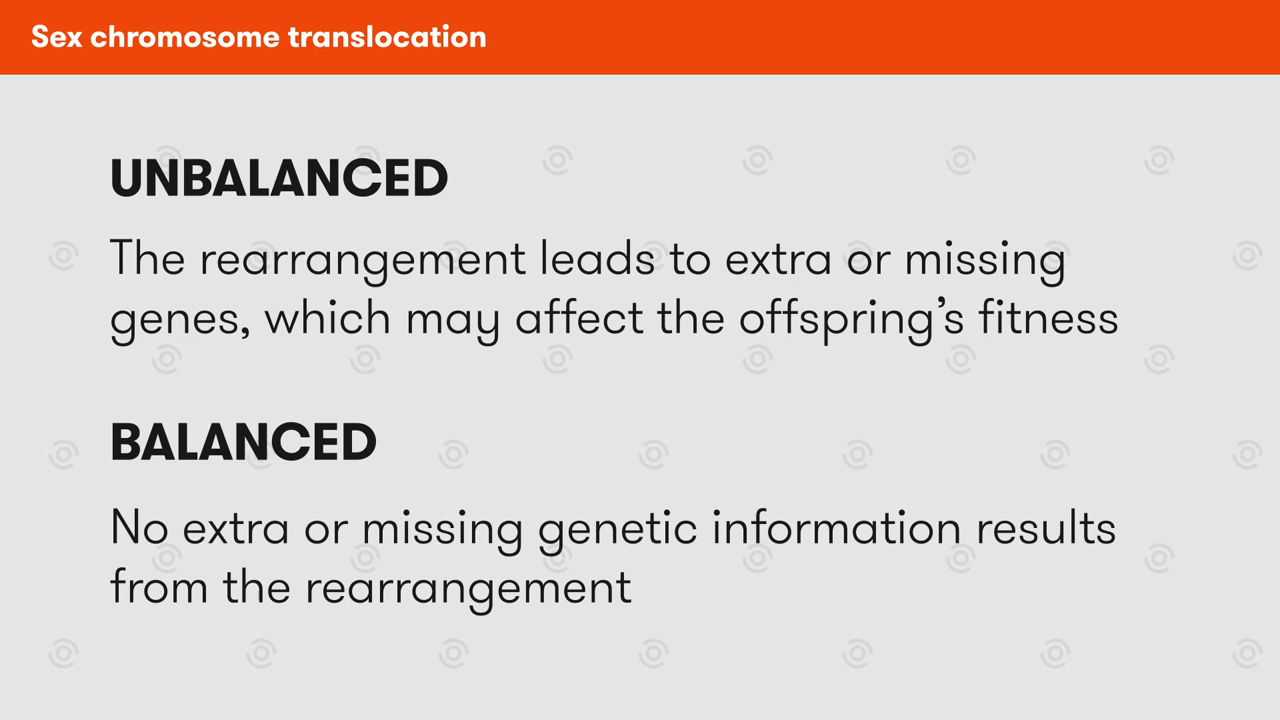 Sex chromosome translocation
UNBALANCED
The rearrangement leads to extra or missing
genes, which may affect the offspring’s fitness
BALANCED
No extra or missing genetic information results
from the rearrangement